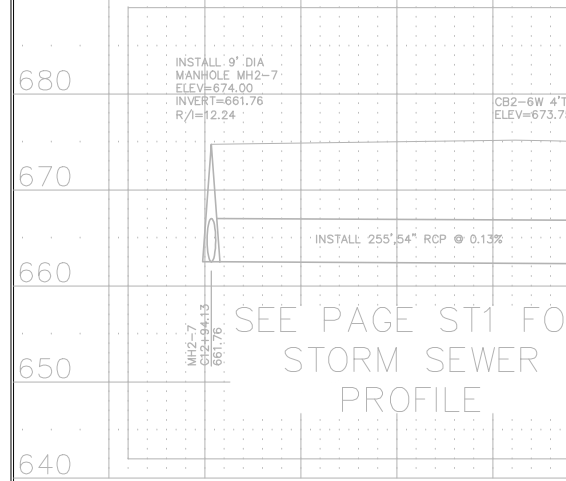 INSTALL 9' DIA
MANHOLE MH2-7
ELEV=674.00
INVERT=661.76
R/I=12.24
680
CB2-6W 4'T
ELEV=673.7
670
INSTALL 255',54" RCP @ 0.13%
660
MH2-7
C12+94.13
661.76
SEE PAGE ST1 FO
STORM SEWER
PROFILE
650
640